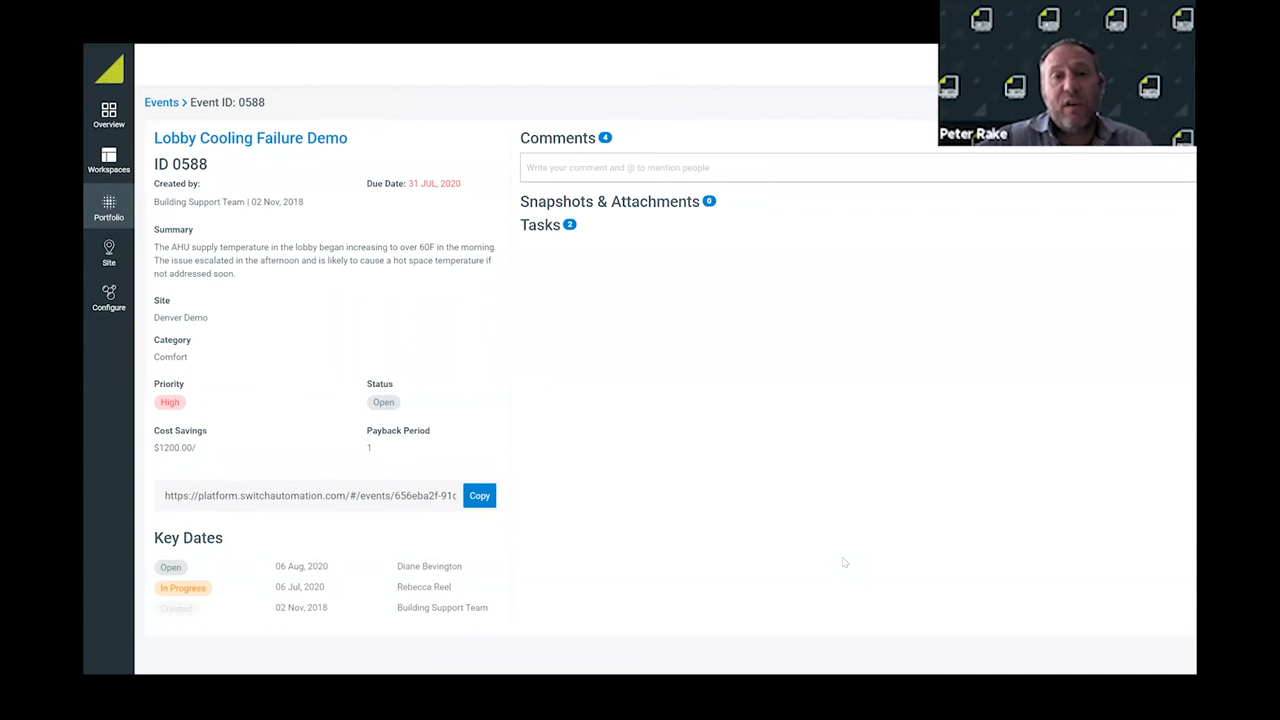 Peter Rake
Overview
Workspaces
Portfolio
Site
Configure
Events > Event ID: 0588
Lobby Cooling Failure Demo
ID 0588
Created by:
Due Date: 31 JUL, 2020
Building Support Team | 02 Nov, 2018
Summary
The AHU supply temperature in the lobby began increasing to over 60F in the morning.
The issue escalated in the afternoon and is likely to cause a hot space temperature if
not addressed soon.
Site
Denver Demo
Category
Comfort
Priority
Status
High
Open
Cost Savings
Payback Period
$1200.00/
1
https://platform.switchautomation.com/#/events/656eba2f-91c
Copy
Key Dates
Open 06 Aug, 2020 Diane Bevington
In Progress 06 Jul, 2020 Rebecca Reel
Created 02 Nov, 2018 Building Support Team
Comments 4
Write your comment and @ to mention people
Snapshots & Attachments 0
Tasks 2